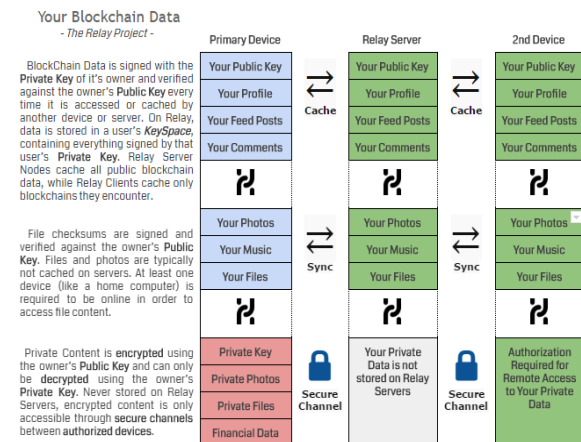 Your Blockchain Data
- The Relay Project -
BlockChain Data is signed with the
Private Key of it's owner and verified
against the owner's Public Key every
time it is accessed or cached by
another device or server. On Relay,
data is stored in a user's KeySpace,
containing everything signed by that
user's Private Key. Relay Server
Nodes cache all public blockchain
data, while Relay Clients cache only
blockchains they encounter.
File checksums are signed and
verified against the owner's Public
Key. Files and photos are typically
not cached on servers. At least one
device (like a home computer) is
required to be online in order to
access file content.
Private Content is encrypted using
the owner's Public Key and can only
be decrypted using the owner's
Private Key. Never stored on Relay
Servers, encrypted content is only
accessible through secure channels
between authorized devices.
Primary Device
Your Public Key
Your Profile
Your Feed Posts
Your Comments
Your Photos
Your Music
Your Files
Private Key
Private Photos
Private Files
Financial Data
Cache
Sync
Secure
Channel
Relay Server
Your Public Key
Your Profile
Your Feed Posts
Your Comments
Your Photos
Your Music
Your Files
Your Private
Data is not
stored on Relay
Servers
Cache
Sync
Secure
Channel
2nd Device
Your Public Key
Your Profile
Your Feed Posts
Your Comments
Your Photos
Your Music
Your Files
Authorization
Required for
Remote Access
to Your Private
Data